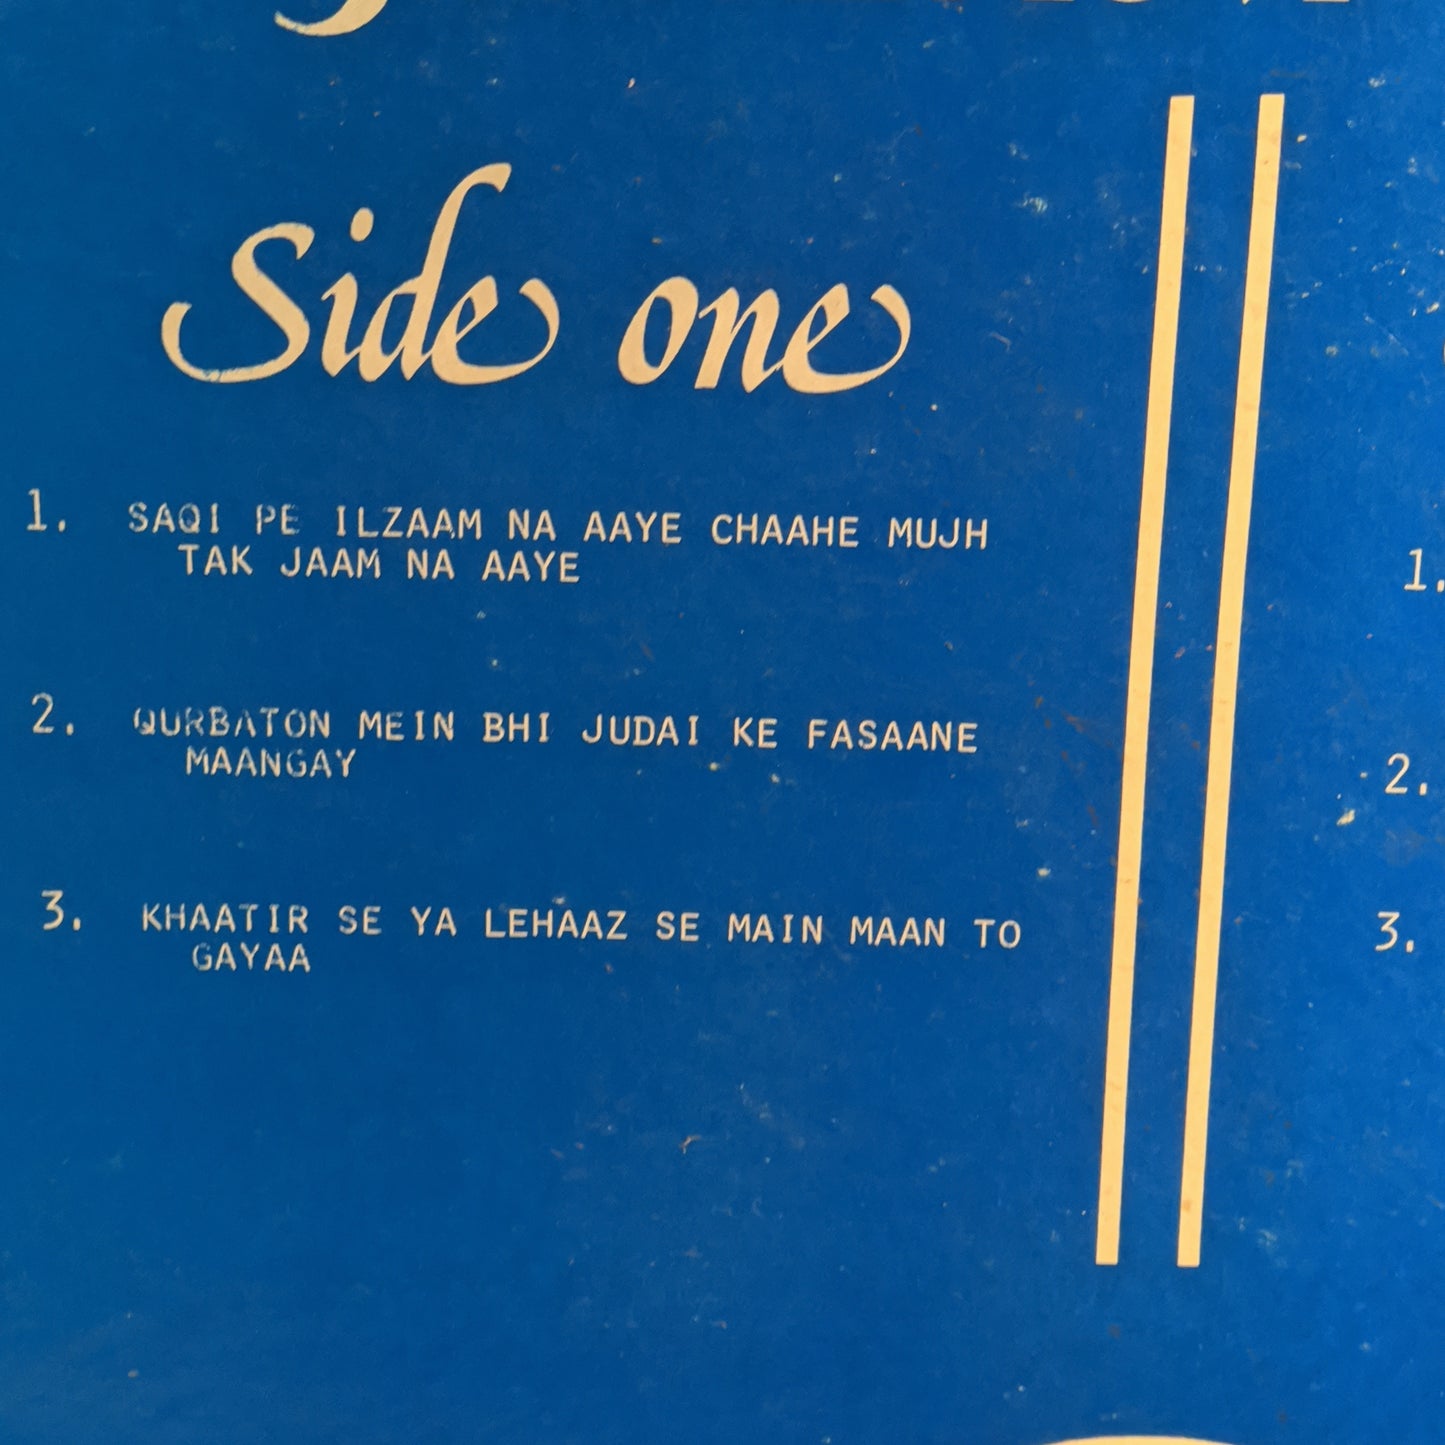 Side one
1. SAQI PE ILZAAM NA AAYE CHAAHE MUJH
TAK JAAM NA AAYE
2. QURBATON MEIN BHI JUDAI KE FASAANE
MAANGAY
3. KHAATIR SE YA LEHAAZ SE MAIN MAAN TO
GAYAA
1.
2.
3.